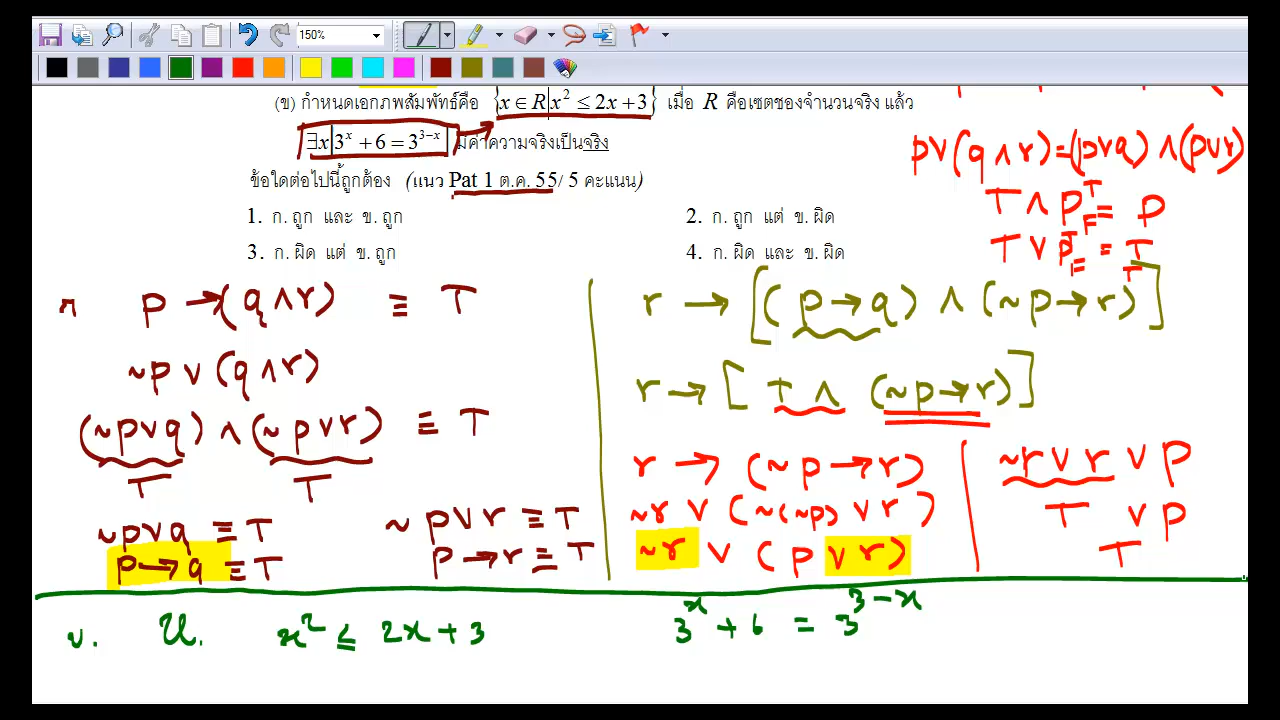 150%
(ข) กำหนดเอกภพสัมพัทธ์คือ {x ∈ R | x² ≤ 2x + 3} เมื่อ R คือเซตของจำนวนจริง แล้ว
∃x[3ˣ + 6 = 3³⁻ˣ] มีค่าความจริงเป็นจริง
ข้อใดต่อไปนี้ถูกต้อง (แนว Pat 1 ต.ค. 55/ 5 คะแนน)
1. ก. ถูก และ ข. ถูก
2. ก. ถูก แต่ ข. ผิด
3. ก. ผิด แต่ ข. ถูก
4. ก. ผิด และ ข. ผิด
p∨(q∧r)=(p∨q)∧(p∨r)
T∧p = p
T F
T∨p = T
T F T
ก p→(q∧r) ≡ T
~p∨(q∧r)
(~p∨q)∧(~p∨r) ≡ T
T T
~p∨q ≡ T
~p∨r ≡ T
p→q ≡ T
p→r ≡ T
r→[(p→q)∧(~p→r)]
r→[T∧(~p→r)]
r→(~p→r)
~r∨(~(~p)∨r)
~r∨(p∨r)
~r∨r∨p
T∨p
T
ข. U. x² ≤ 2x+3
3ˣ+6 = 3³⁻ˣ